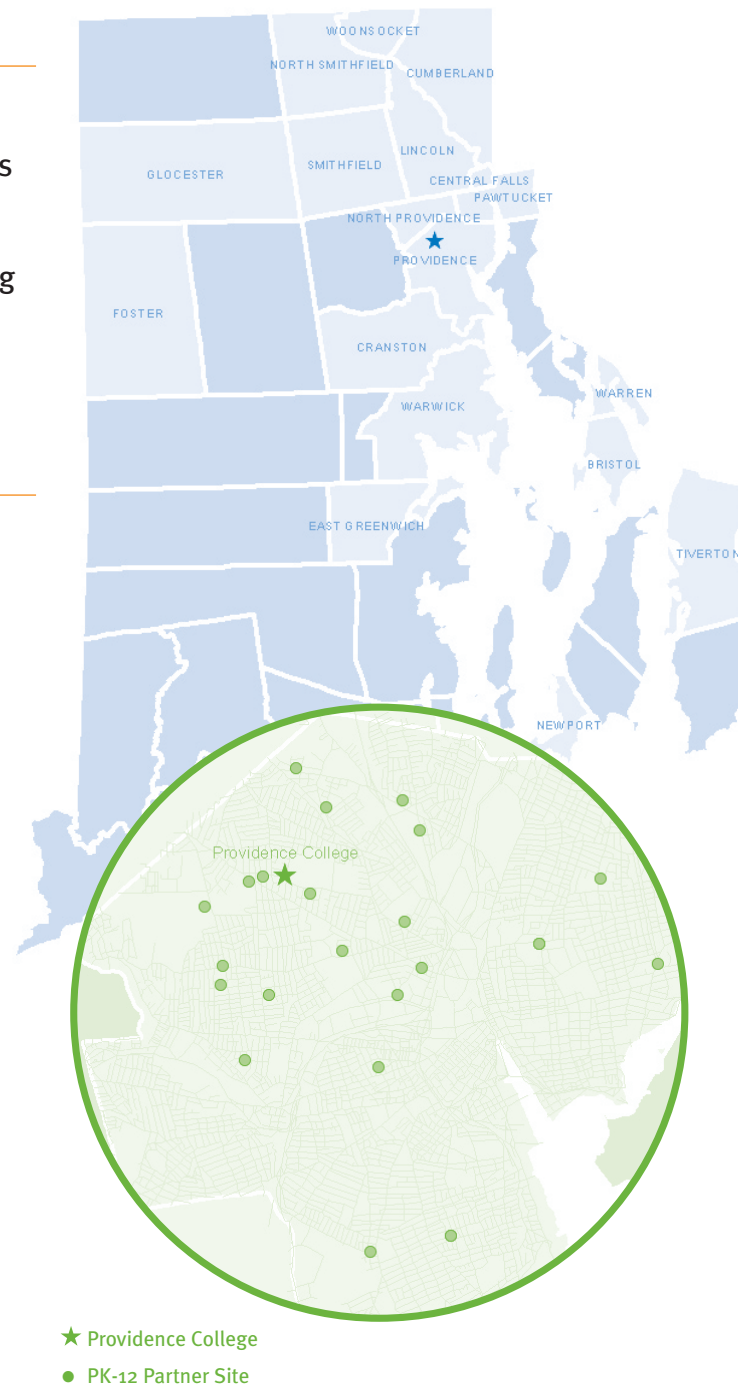 WOONSOCKET
NORTH SMITHFIELD
CUMBERLAND
LINCOLN
s
SMITHFIELD
GLOCESTER
CENTRAL FALLS
PAWTUCKET
NORTH PROVIDENCE
PROVIDENCE
g
FOSTER
CRANSTON
WARREN
WARWICK
BRISTOL
EAST GREENWICH
TIVERTON
NEWPORT
Providence College
Providence College
PK-12 Partner Site